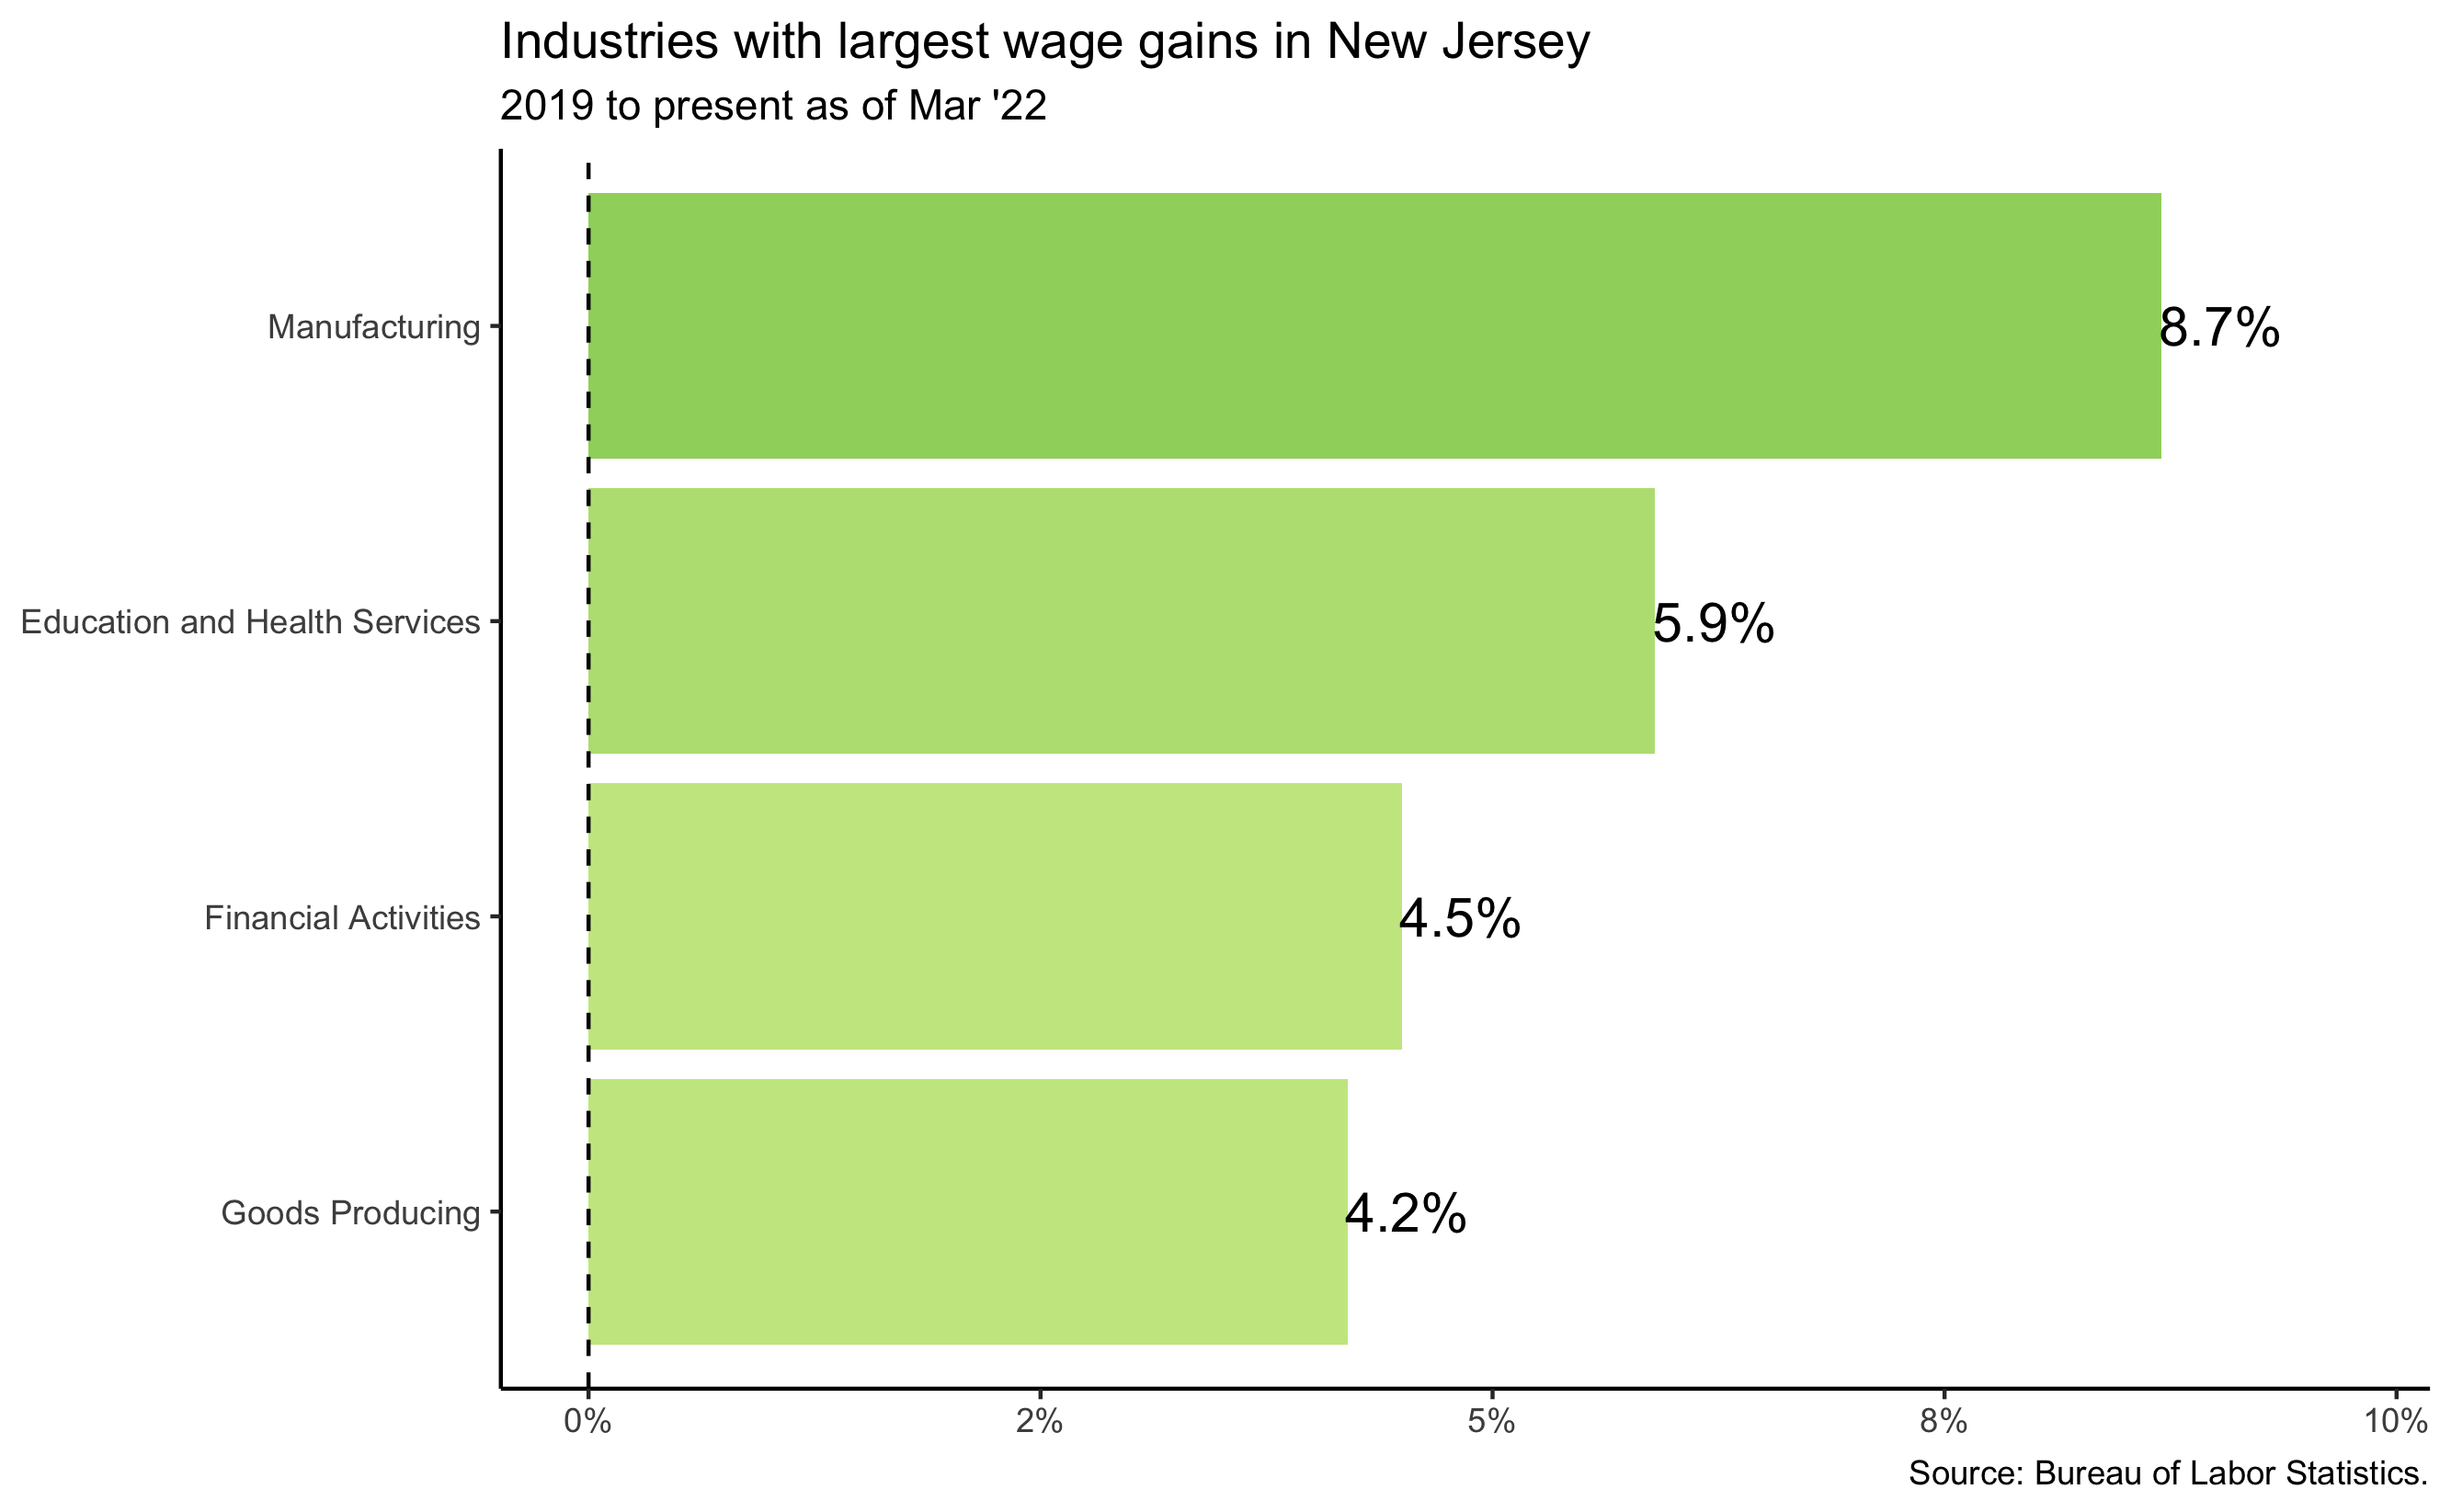 Industries with largest wage gains in New Jersey
2019 to present as of Mar '22
Manufacturing
8.7%
Education and Health Services
5.9%
Financial Activities
4.5%
Goods Producing
4.2%
0% 2% 5% 8% 10%
Source: Bureau of Labor Statistics.